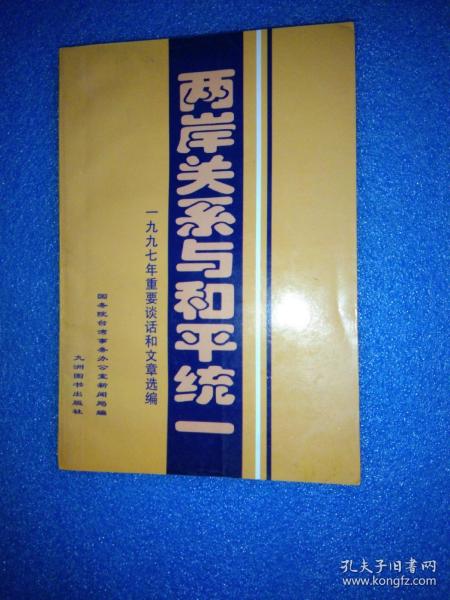 两岸关系与和平统一
一九九七年重要谈话和文章选编
国务院台湾事务办公室新闻局编
九洲图书出版社
孔夫子旧书网
www.kongfz.com